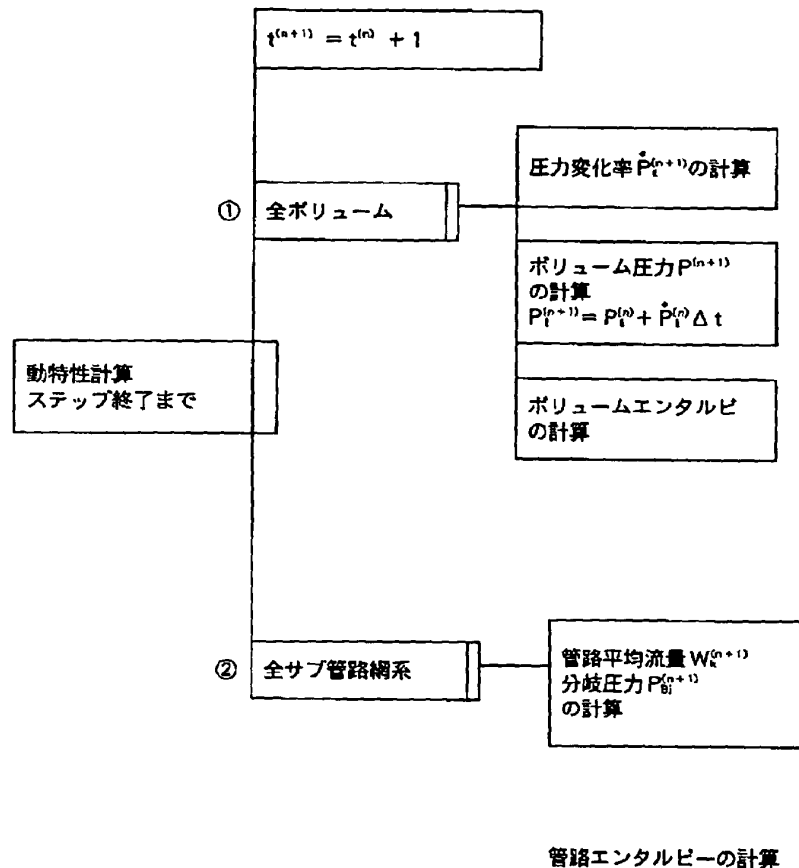 t⁽ⁿ⁺¹⁾ = t⁽ⁿ⁾ + 1
圧力変化率Ṗᵢ⁽ⁿ⁺¹⁾の計算
① 全ボリューム
ボリューム圧力P⁽ⁿ⁺¹⁾
の計算
Pᵢ⁽ⁿ⁺¹⁾ = Pᵢ⁽ⁿ⁾ + Ṗᵢ⁽ⁿ⁾Δt
動特性計算
ステップ終了まで
ボリュームエンタルピ
の計算
② 全サブ管路網系
管路平均流量Wₖ⁽ⁿ⁺¹⁾
分岐圧力P_Bj⁽ⁿ⁺¹⁾
の計算
管路エンタルピーの計算